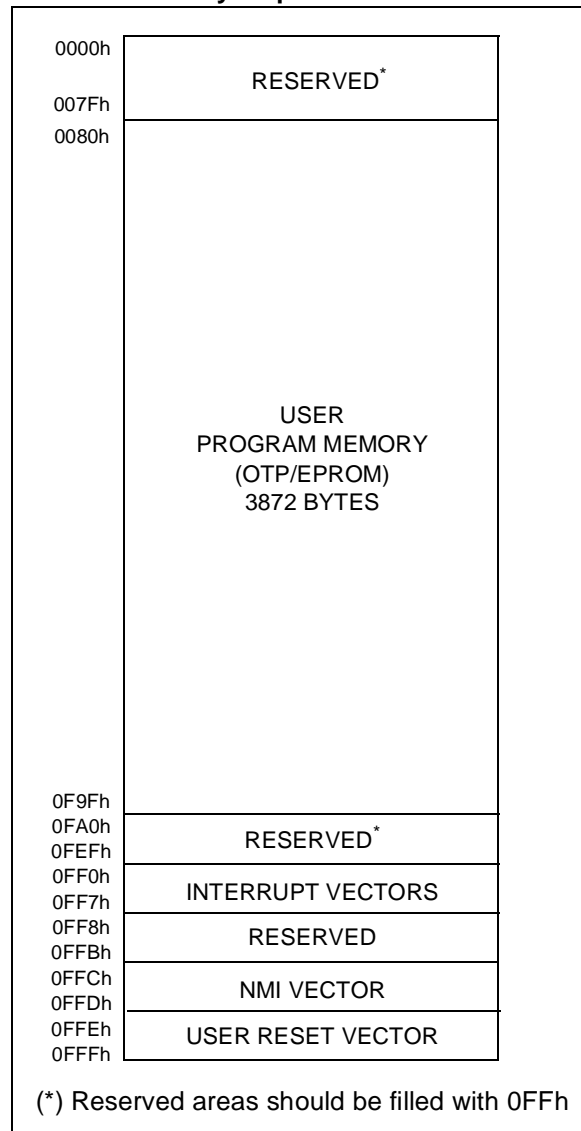 0000h
RESERVED*
007Fh
0080h
USER
PROGRAM MEMORY
(OTP/EPROM)
3872 BYTES
0F9Fh
0FA0h
RESERVED*
0FEFh
0FF0h
INTERRUPT VECTORS
0FF7h
0FF8h
RESERVED
0FFBh
0FFCh
NMI VECTOR
0FFDh
0FFEh
USER RESET VECTOR
0FFFh
(*) Reserved areas should be filled with 0FFh